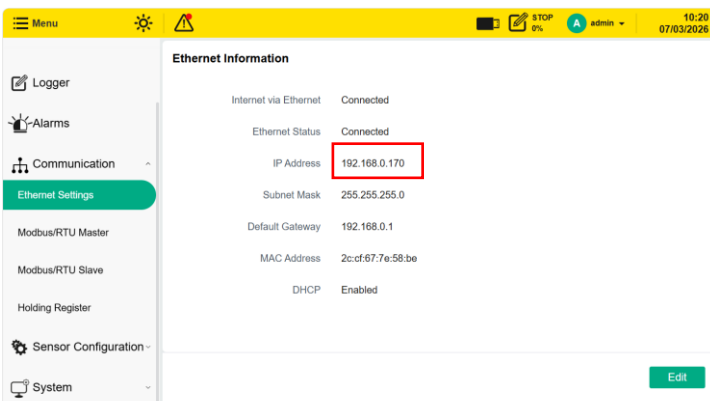 Menu
STOP
0%
A
admin
10:20
07/03/2026
Ethernet Information
Logger
Alarms
Communication
Ethernet Settings
Modbus/RTU Master
Modbus/RTU Slave
Holding Register
Sensor Configuration
System
Internet via Ethernet Connected
Ethernet Status Connected
IP Address 192.168.0.170
Subnet Mask 255.255.255.0
Default Gateway 192.168.0.1
MAC Address 2c:cf:67:7e:58:be
DHCP Enabled
Edit